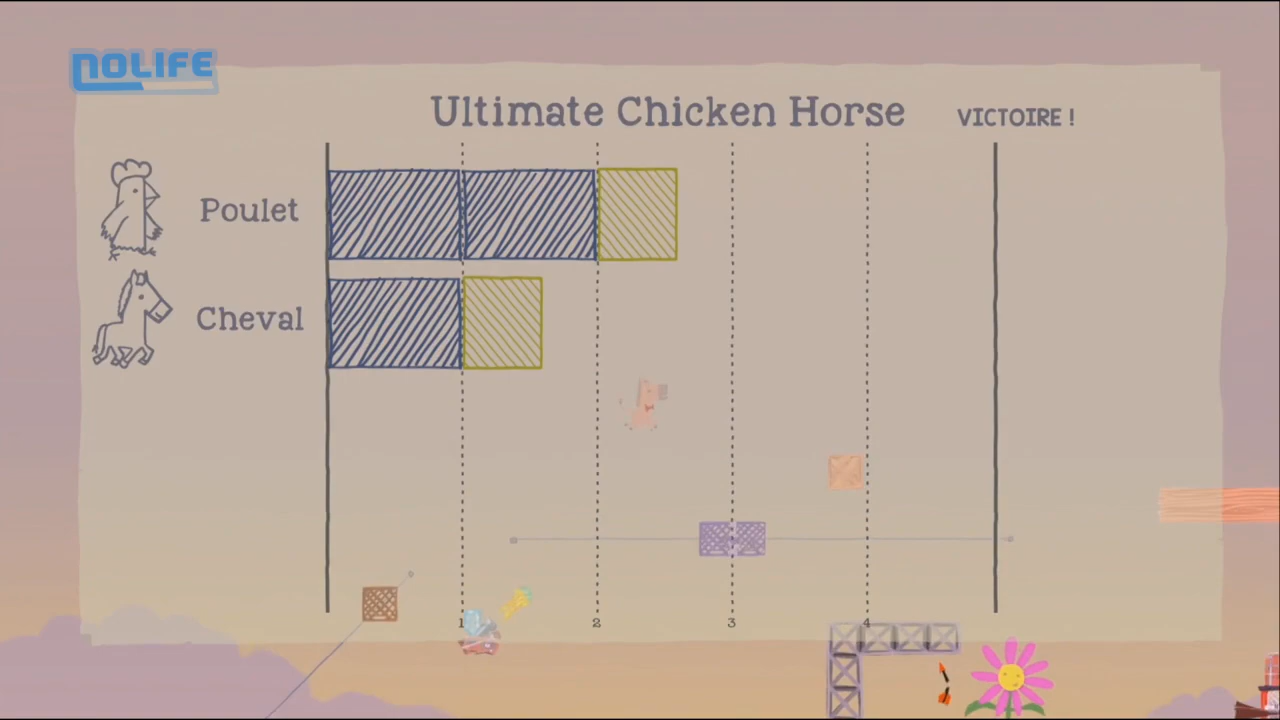 NOLIFE
Ultimate Chicken Horse
VICTOIRE !
Poulet
Cheval
1 2 3 4